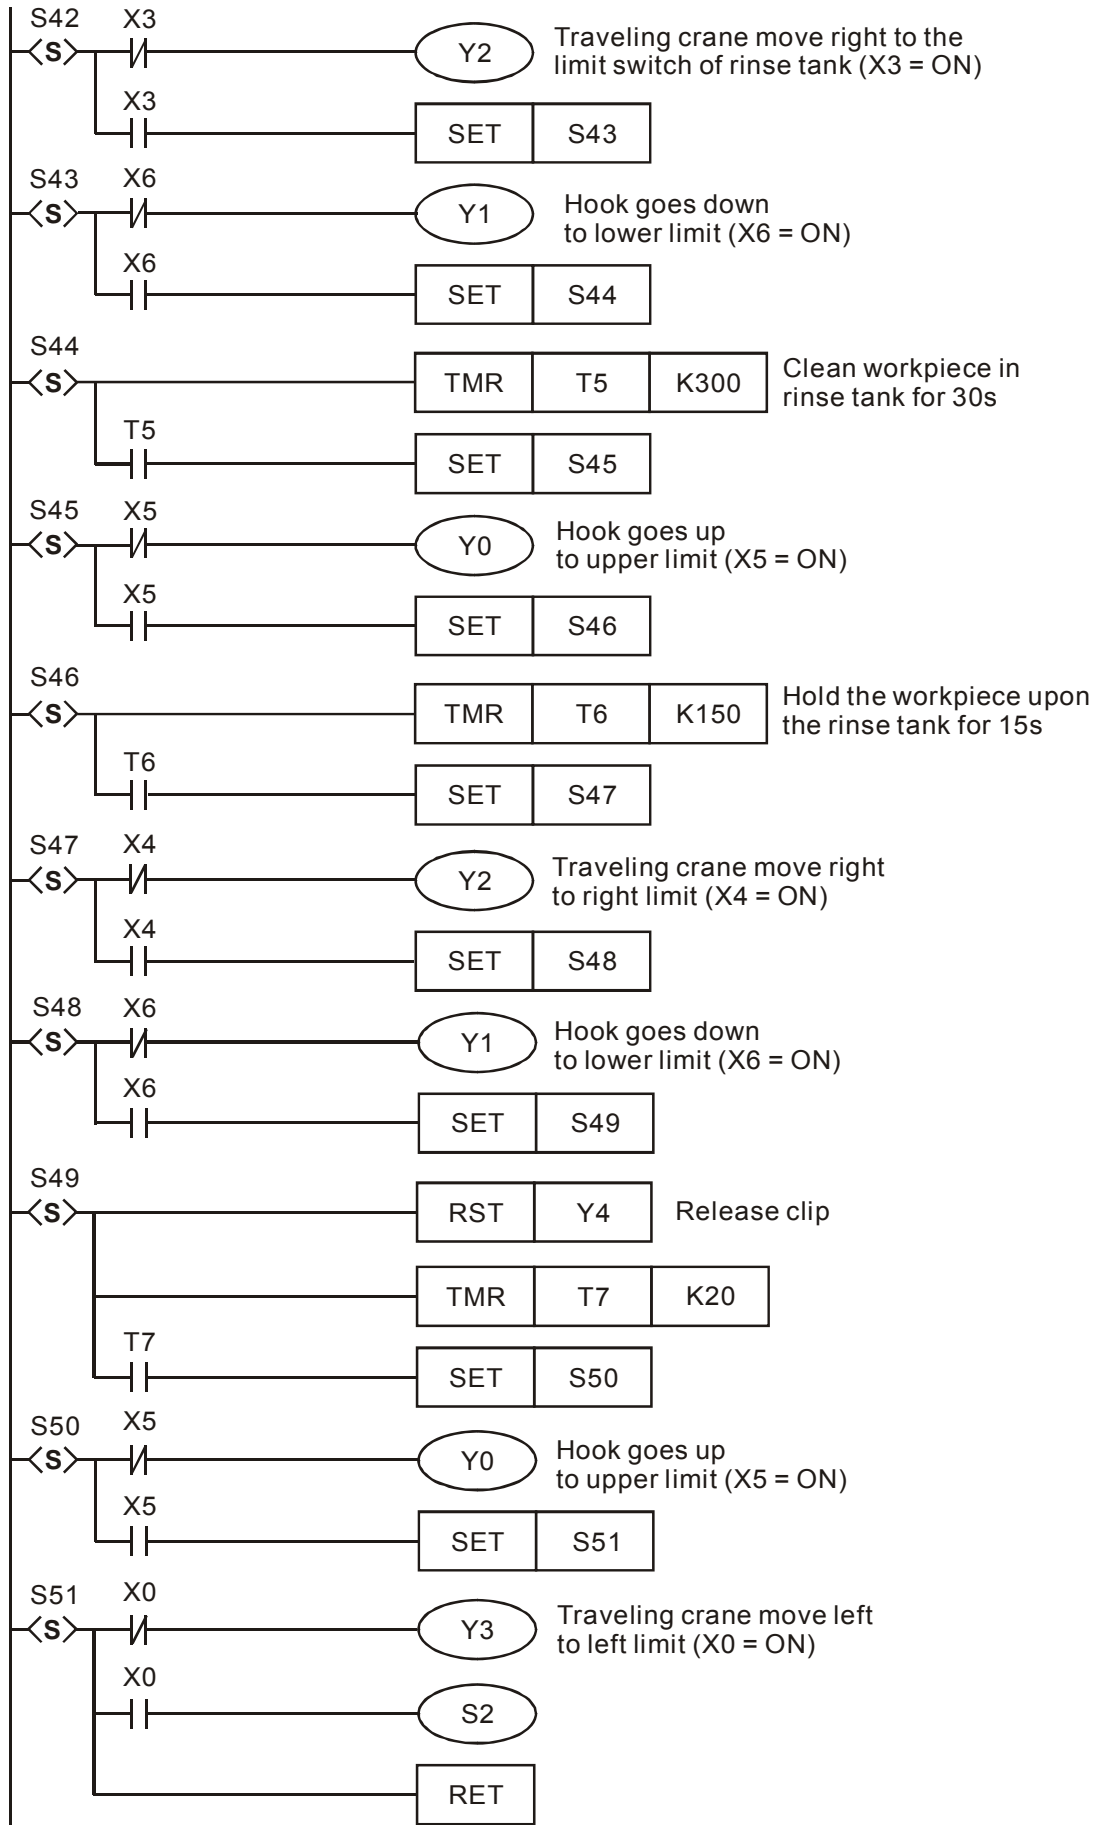 S42 X3
S Y2 Traveling crane move right to the
limit switch of rinse tank (X3 = ON)
X3
SET S43
S43 X6
S Y1 Hook goes down
to lower limit (X6 = ON)
X6
SET S44
S44
S TMR T5 K300 Clean workpiece in
rinse tank for 30s
T5
SET S45
S45 X5
S Y0 Hook goes up
to upper limit (X5 = ON)
X5
SET S46
S46
S TMR T6 K150 Hold the workpiece upon
the rinse tank for 15s
T6
SET S47
S47 X4
S Y2 Traveling crane move right
to right limit (X4 = ON)
X4
SET S48
S48 X6
S Y1 Hook goes down
to lower limit (X6 = ON)
X6
SET S49
S49
S RST Y4 Release clip
TMR T7 K20
T7
SET S50
S50 X5
S Y0 Hook goes up
to upper limit (X5 = ON)
X5
SET S51
S51 X0
S Y3 Traveling crane move left
to left limit (X0 = ON)
X0
S2
RET